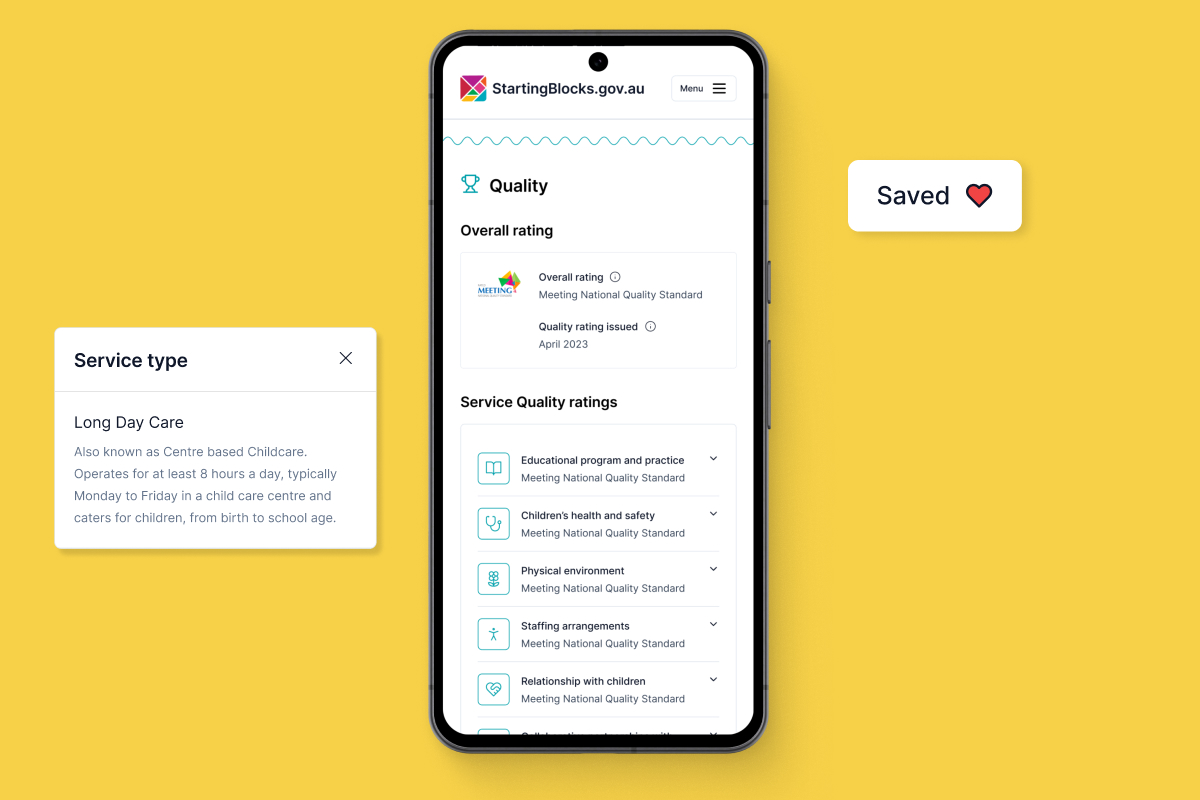 StartingBlocks.gov.au
Menu
Quality
Overall rating
MEETING
Overall rating
Meeting National Quality Standard
Quality rating issued
April 2023
Service Quality ratings
Educational program and practice
Meeting National Quality Standard
Children's health and safety
Meeting National Quality Standard
Physical environment
Meeting National Quality Standard
Staffing arrangements
Meeting National Quality Standard
Relationship with children
Meeting National Quality Standard
Service type
Long Day Care
Also known as Centre based Childcare.
Operates for at least 8 hours a day, typically
Monday to Friday in a child care centre and
caters for children, from birth to school age.
Saved